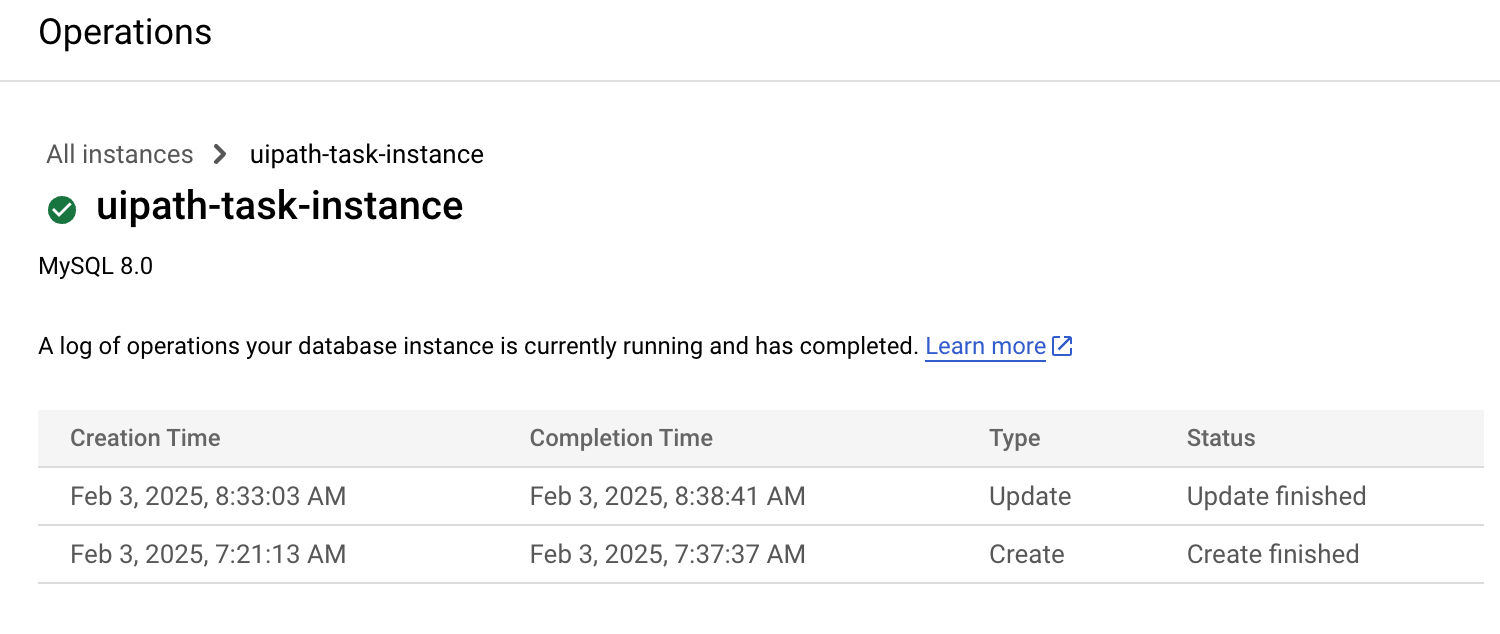 Operations
All instances uipath-task-instance
uipath-task-instance
MySQL 8.0
A log of operations your database instance is currently running and has completed. Learn more
Creation Time Completion Time Type Status
Feb 3, 2025, 8:33:03 AM Feb 3, 2025, 8:38:41 AM Update Update finished
Feb 3, 2025, 7:21:13 AM Feb 3, 2025, 7:37:37 AM Create Create finished